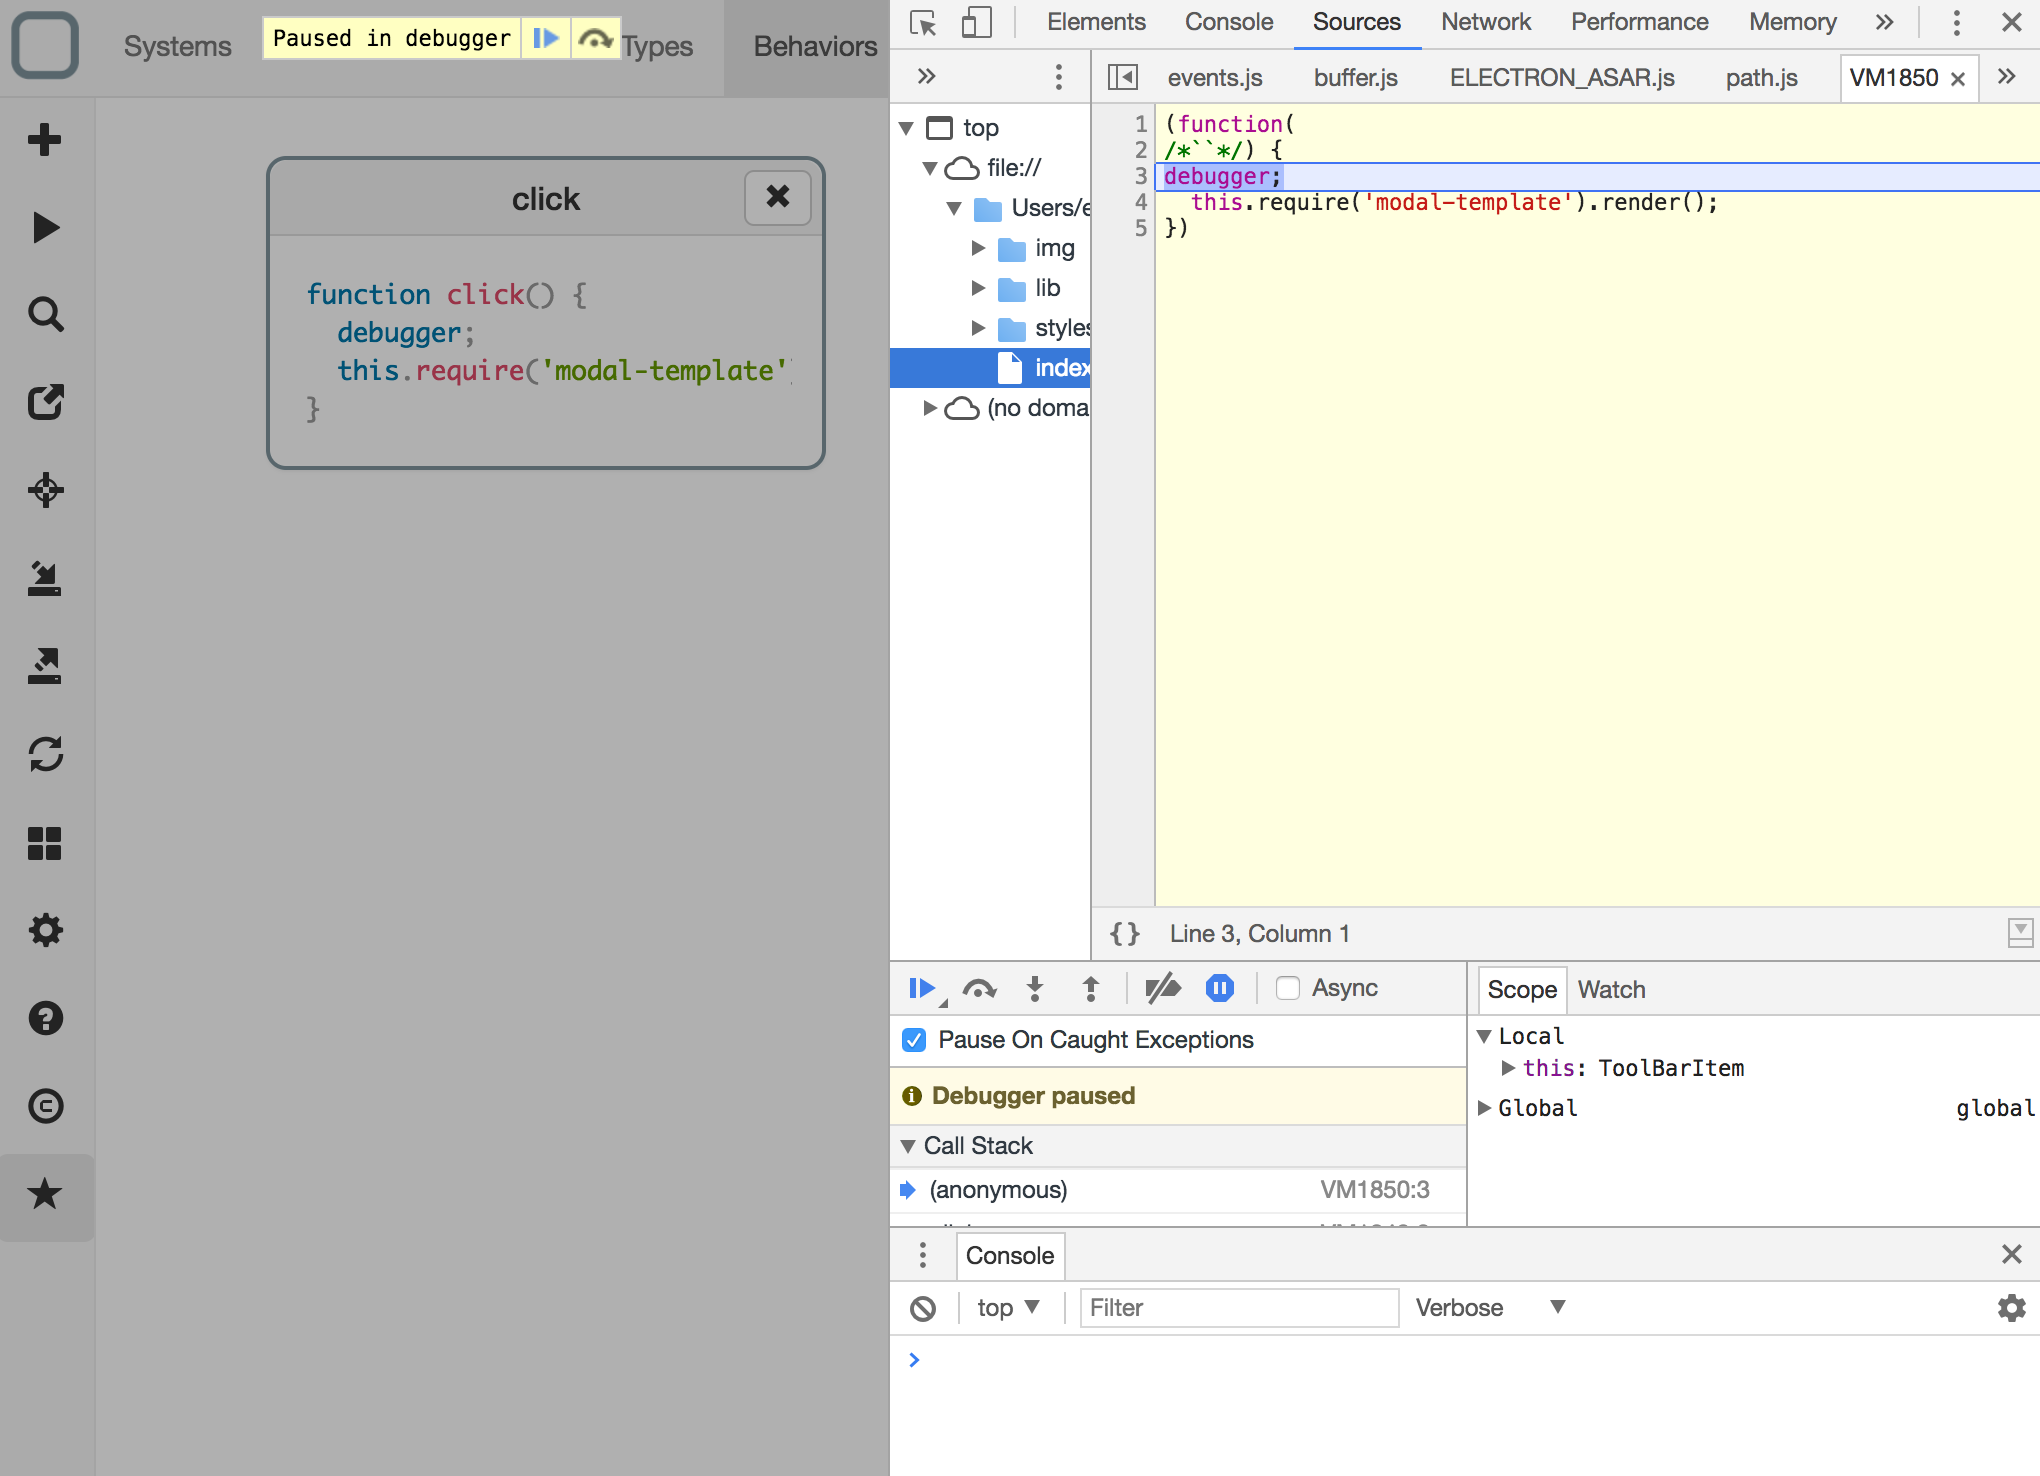 Systems
Paused in debugger
Types
Behaviors
click
function click() {
debugger;
this.require('modal-template')
}
Elements
Console
Sources
Network
Performance
Memory
events.js
buffer.js
ELECTRON_ASAR.js
path.js
VM1850
top
file://
Users/e
img
lib
styles
index
(no doma
1 (function(
2 /*``*/) {
3 debugger;
4 this.require('modal-template').render();
5 })
{} Line 3, Column 1
Async
Pause On Caught Exceptions
Debugger paused
Call Stack
(anonymous) VM1850:3
Scope
Watch
Local
this: ToolBarItem
Global global
Console
top
Filter
Verbose